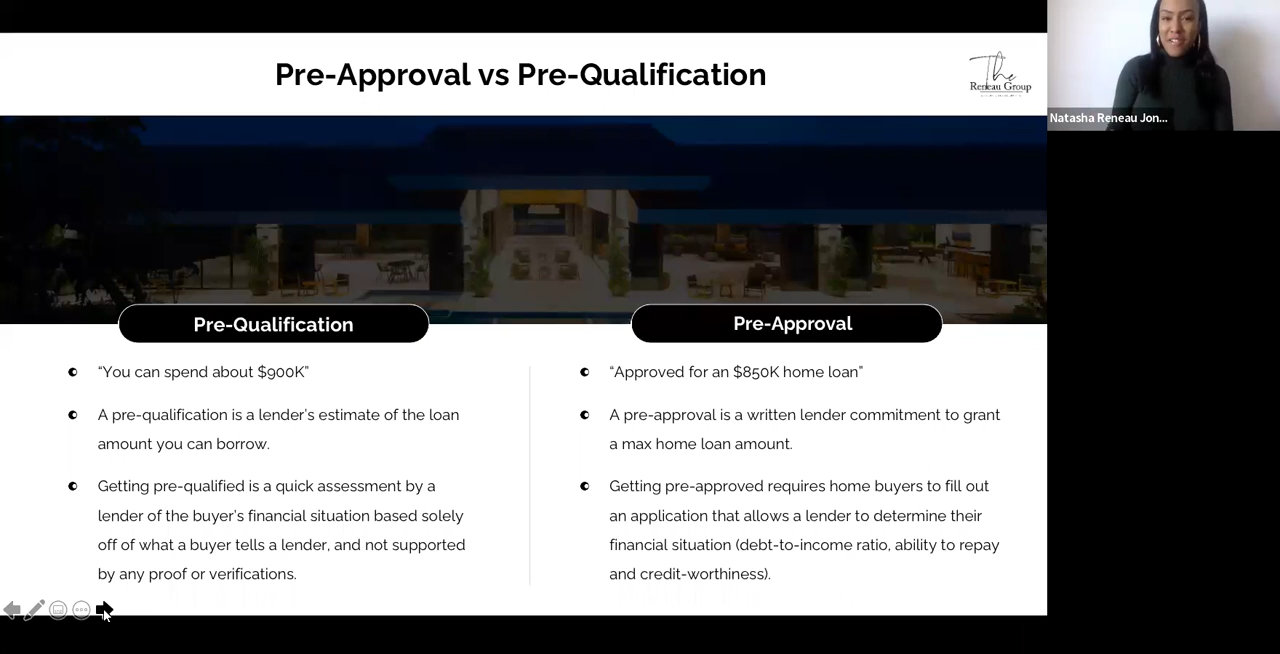 Pre-Approval vs Pre-Qualification
The
Reneau Group
Natasha Reneau Jon...
Pre-Qualification
“You can spend about $900K”
A pre-qualification is a lender’s estimate of the loan
amount you can borrow.
Getting pre-qualified is a quick assessment by a
lender of the buyer’s financial situation based solely
off of what a buyer tells a lender, and not supported
by any proof or verifications.
Pre-Approval
“Approved for an $850K home loan”
A pre-approval is a written lender commitment to grant
a max home loan amount.
Getting pre-approved requires home buyers to fill out
an application that allows a lender to determine their
financial situation (debt-to-income ratio, ability to repay
and credit-worthiness).